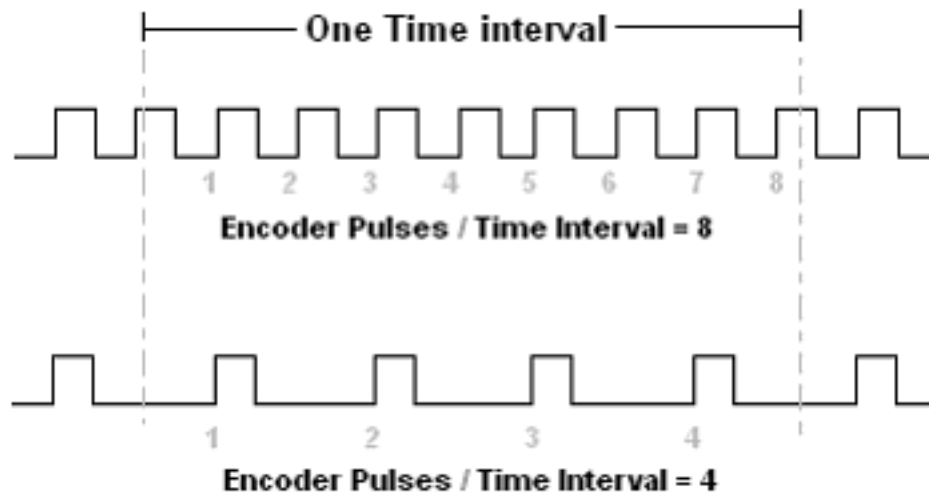 One Time interval
1 2 3 4 5 6 7 8
Encoder Pulses / Time Interval = 8
1 2 3 4
Encoder Pulses / Time Interval = 4